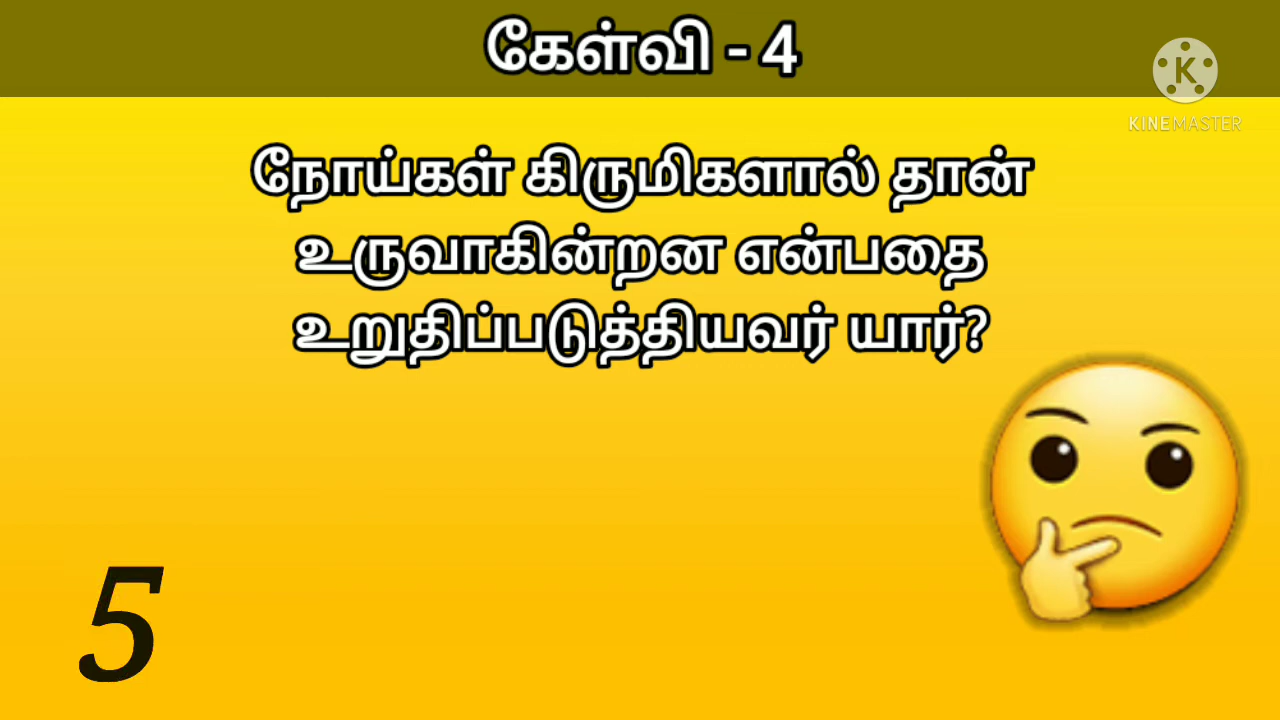 கேள்வி - 4
K
KINEMASTER
நோய்கள் கிருமிகளால் தான்
உருவாகின்றன என்பதை
உறுதிப்படுத்தியவர் யார்?
5